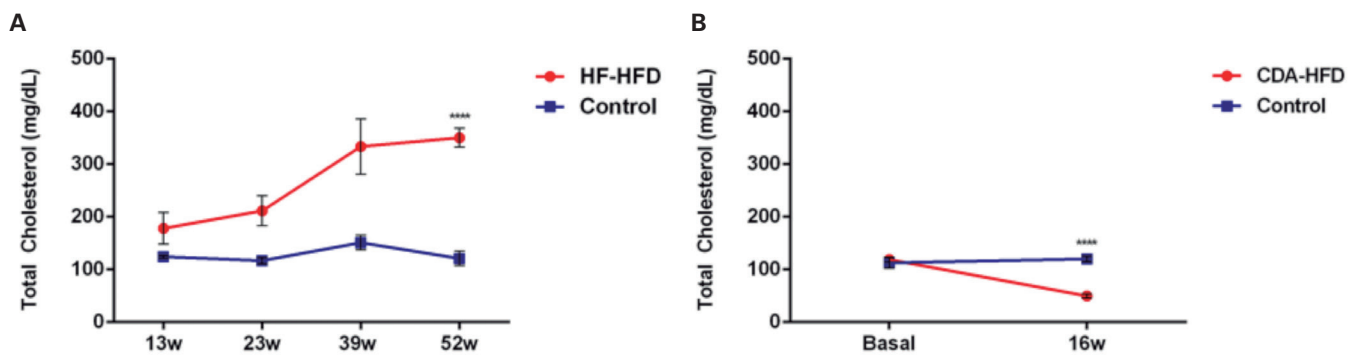 A
Total Cholesterol (mg/dL)
500
400
300
200
100
0
13w 23w 39w 52w
****
HF-HFD
Control
B
Total Cholesterol (mg/dL)
500
400
300
200
100
0
Basal 16w
****
CDA-HFD
Control